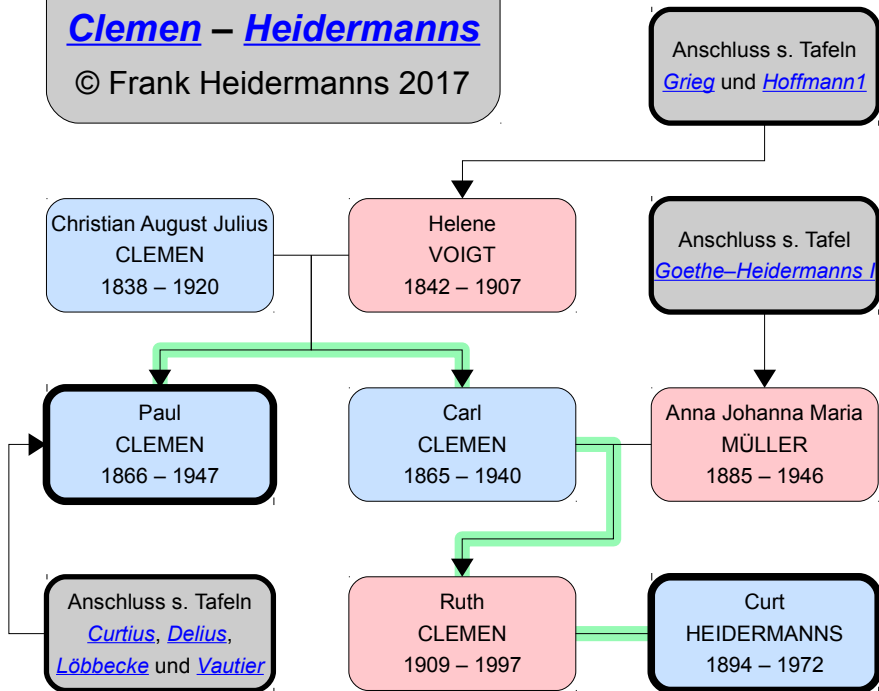 Clemen – Heidermanns
© Frank Heidermanns 2017
Anschluss s. Tafeln
Grieg und Hoffmann1
Christian August Julius
CLEMEN
1838 – 1920
Helene
VOIGT
1842 – 1907
Anschluss s. Tafel
Goethe–Heidermanns I
Paul
CLEMEN
1866 – 1947
Carl
CLEMEN
1865 – 1940
Anna Johanna Maria
MÜLLER
1885 – 1946
Anschluss s. Tafeln
Curtius, Delius,
Löbbecke und Vautier
Ruth
CLEMEN
1909 – 1997
Curt
HEIDERMANNS
1894 – 1972